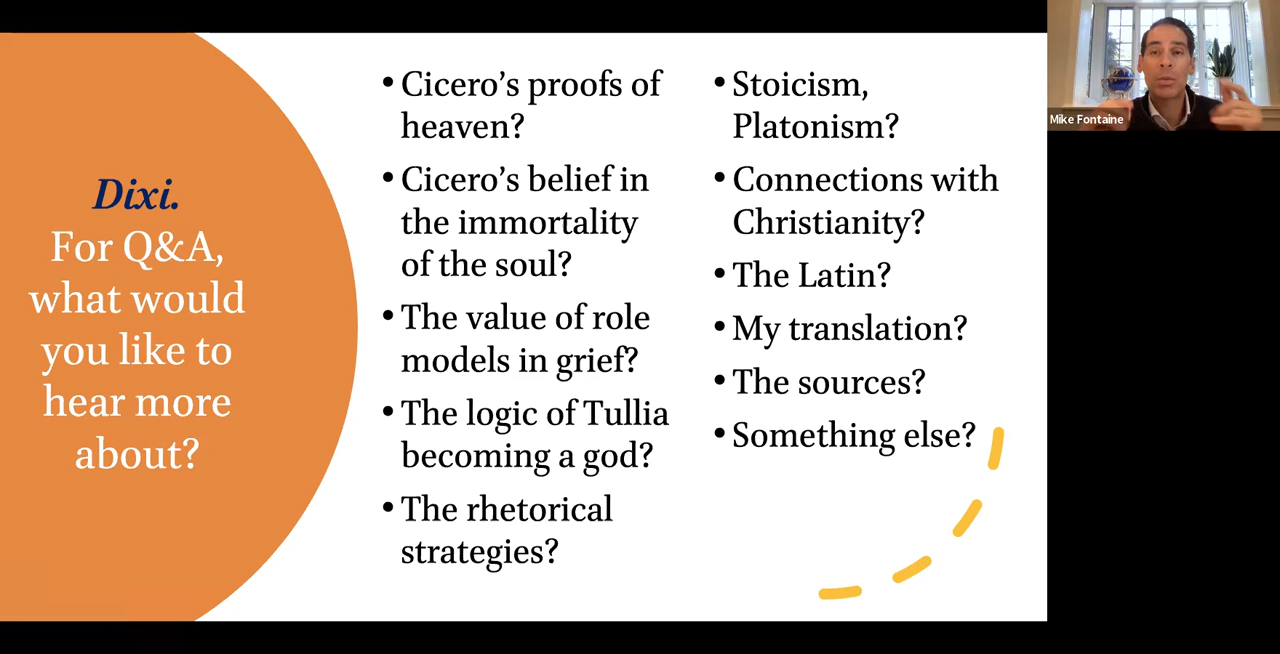 Dixi.
For Q&A,
what would
you like to
hear more
about?
• Cicero’s proofs of
heaven?
• Cicero’s belief in
the immortality
of the soul?
• The value of role
models in grief?
• The logic of Tullia
becoming a god?
• The rhetorical
strategies?
• Stoicism,
Platonism?
• Connections with
Christianity?
• The Latin?
• My translation?
• The sources?
• Something else?
Mike Fontaine